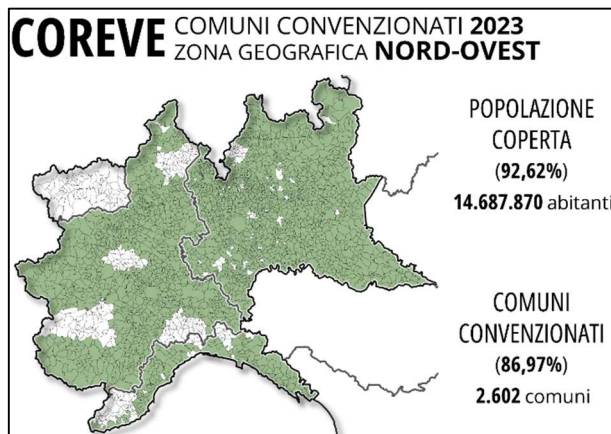 COREVE
COMUNI CONVENZIONATI 2023
ZONA GEOGRAFICA NORD-OVEST
POPOLAZIONE
COPERTA
(92,62%)
14.687.870 abitanti
COMUNI
CONVENZIONATI
(86,97%)
2.602 comuni